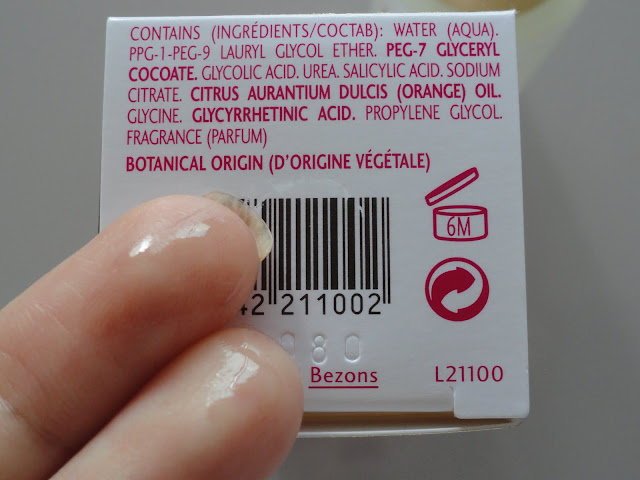 CONTAINS (INGRÉDIENTS/COCTAB): WATER (AQUA).
PPG-1-PEG-9 LAURYL GLYCOL ETHER. PEG-7 GLYCERYL
COCOATE. GLYCOLIC ACID. UREA. SALICYLIC ACID. SODIUM
CITRATE. CITRUS AURANTIUM DULCIS (ORANGE) OIL.
GLYCINE. GLYCYRRHETINIC ACID. PROPYLENE GLYCOL.
FRAGRANCE (PARFUM)
BOTANICAL ORIGIN (D'ORIGINE VÉGÉTALE)
6M
42 211002
80
Bezons
L21100